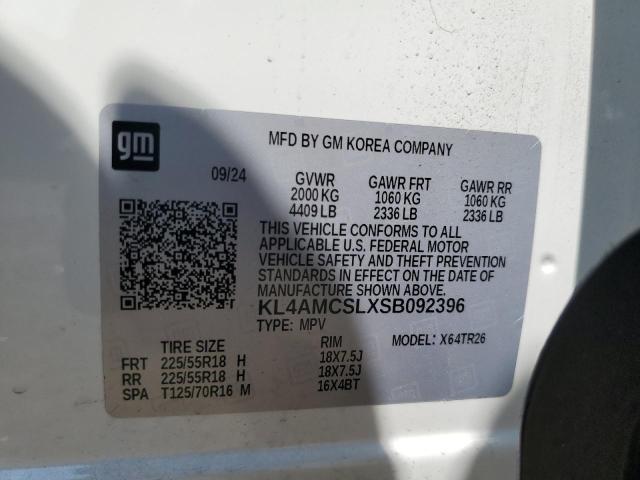 gm
MFD BY GM KOREA COMPANY
09/24
GVWR GAWR FRT GAWR RR
2000 KG 1060 KG 1060 KG
4409 LB 2336 LB 2336 LB
THIS VEHICLE CONFORMS TO ALL
APPLICABLE U.S. FEDERAL MOTOR
VEHICLE SAFETY AND THEFT PREVENTION
STANDARDS IN EFFECT ON THE DATE OF
MANUFACTURE SHOWN ABOVE.
KL4AMCSLXSB092396
TYPE: MPV MODEL: X64TR26
TIRE SIZE RIM
FRT 225/55R18 H 18X7.5J
RR 225/55R18 H 18X7.5J
SPA T125/70R16 M 16X4BT